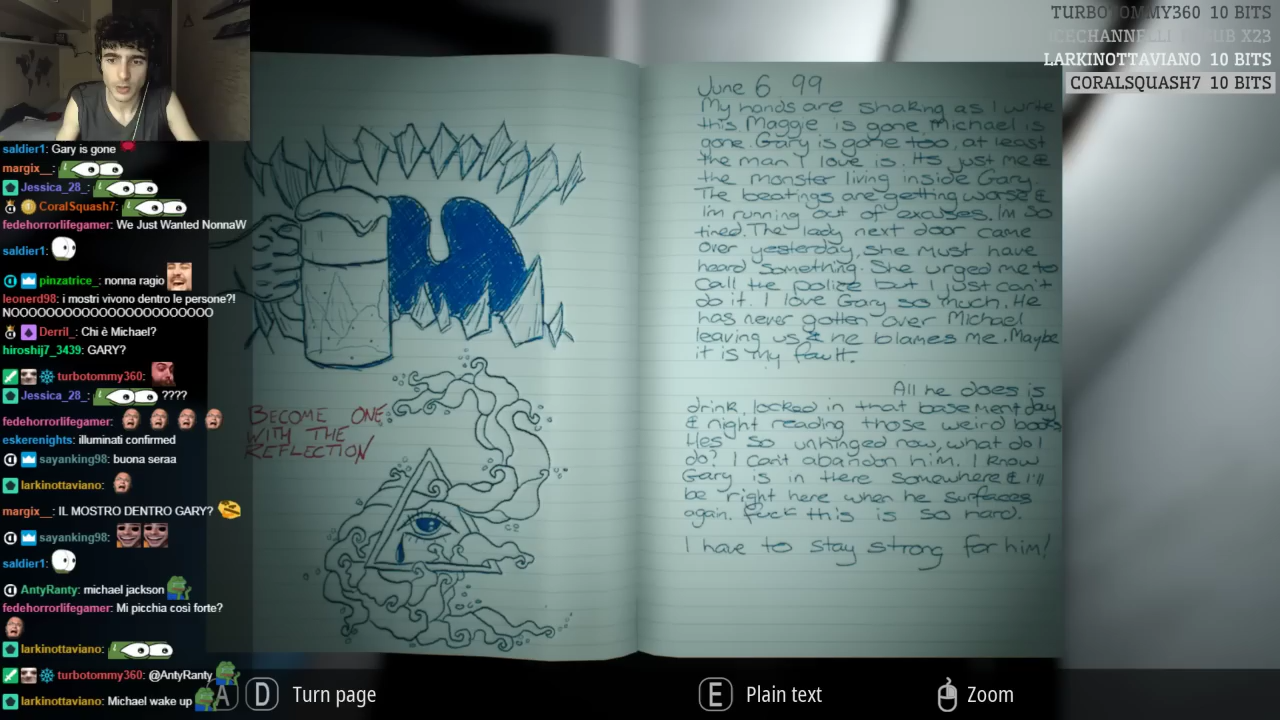 TURBOTOMMY360 10 BITS
LARKINOTTAVIANO 10 BITS
CORALSQUASH7 10 BITS
saldier1: Gary is gone
margix__:
Jessica_28_:
CoralSquash7:
fedehorrorlifegamer: We Just Wanted NonnaW
saldier1:
pinzatrice_: nonna ragio
leonerd98: i mostri vivono dentro le persone?!
NOOOOOOOOOOOOOOOOOOOOOOO
Derril_: Chi è Michael?
hiroshij7_3439: GARY?
turbotommy360:
Jessica_28_: ????
fedehorrorlifegamer:
eskerenights: illuminati confirmed
sayanking98: buona seraa
larkinottaviano:
margix__: IL MOSTRO DENTRO GARY?
sayanking98:
saldier1:
AntyRanty: michael jackson
fedehorrorlifegamer: Mi picchia così forte?
larkinottaviano:
turbotommy360: @AntyRanty
larkinottaviano: Michael wake up
BECOME ONE
WITH THE
REFLECTION
June 6 99
My hands are shaking as I write
this Maggie is gone, Michael is
gone. Gary is gone too, at least
the man I love is. Its just me &
the monster living inside Gary.
The beatings are getting worse &
I'm running out of excuses. I'm so
tired. The lady next door came
over yesterday, she must have
heard something. She urged me to
call the police but I just can't
do it. I love Gary so much. He
has never gotten over Michael
leaving us & he blames me. Maybe
it is my fault.
All he does is
drink, locked in that basement day
& night reading those weird books
Hes so unhinged now, what do I
do? I can't abandon him. I know
Gary is in there somewhere & I'll
be right here when he surfaces
again. Fuck this is so hard.
I have to stay strong for him!
A D Turn page
E Plain text
Zoom